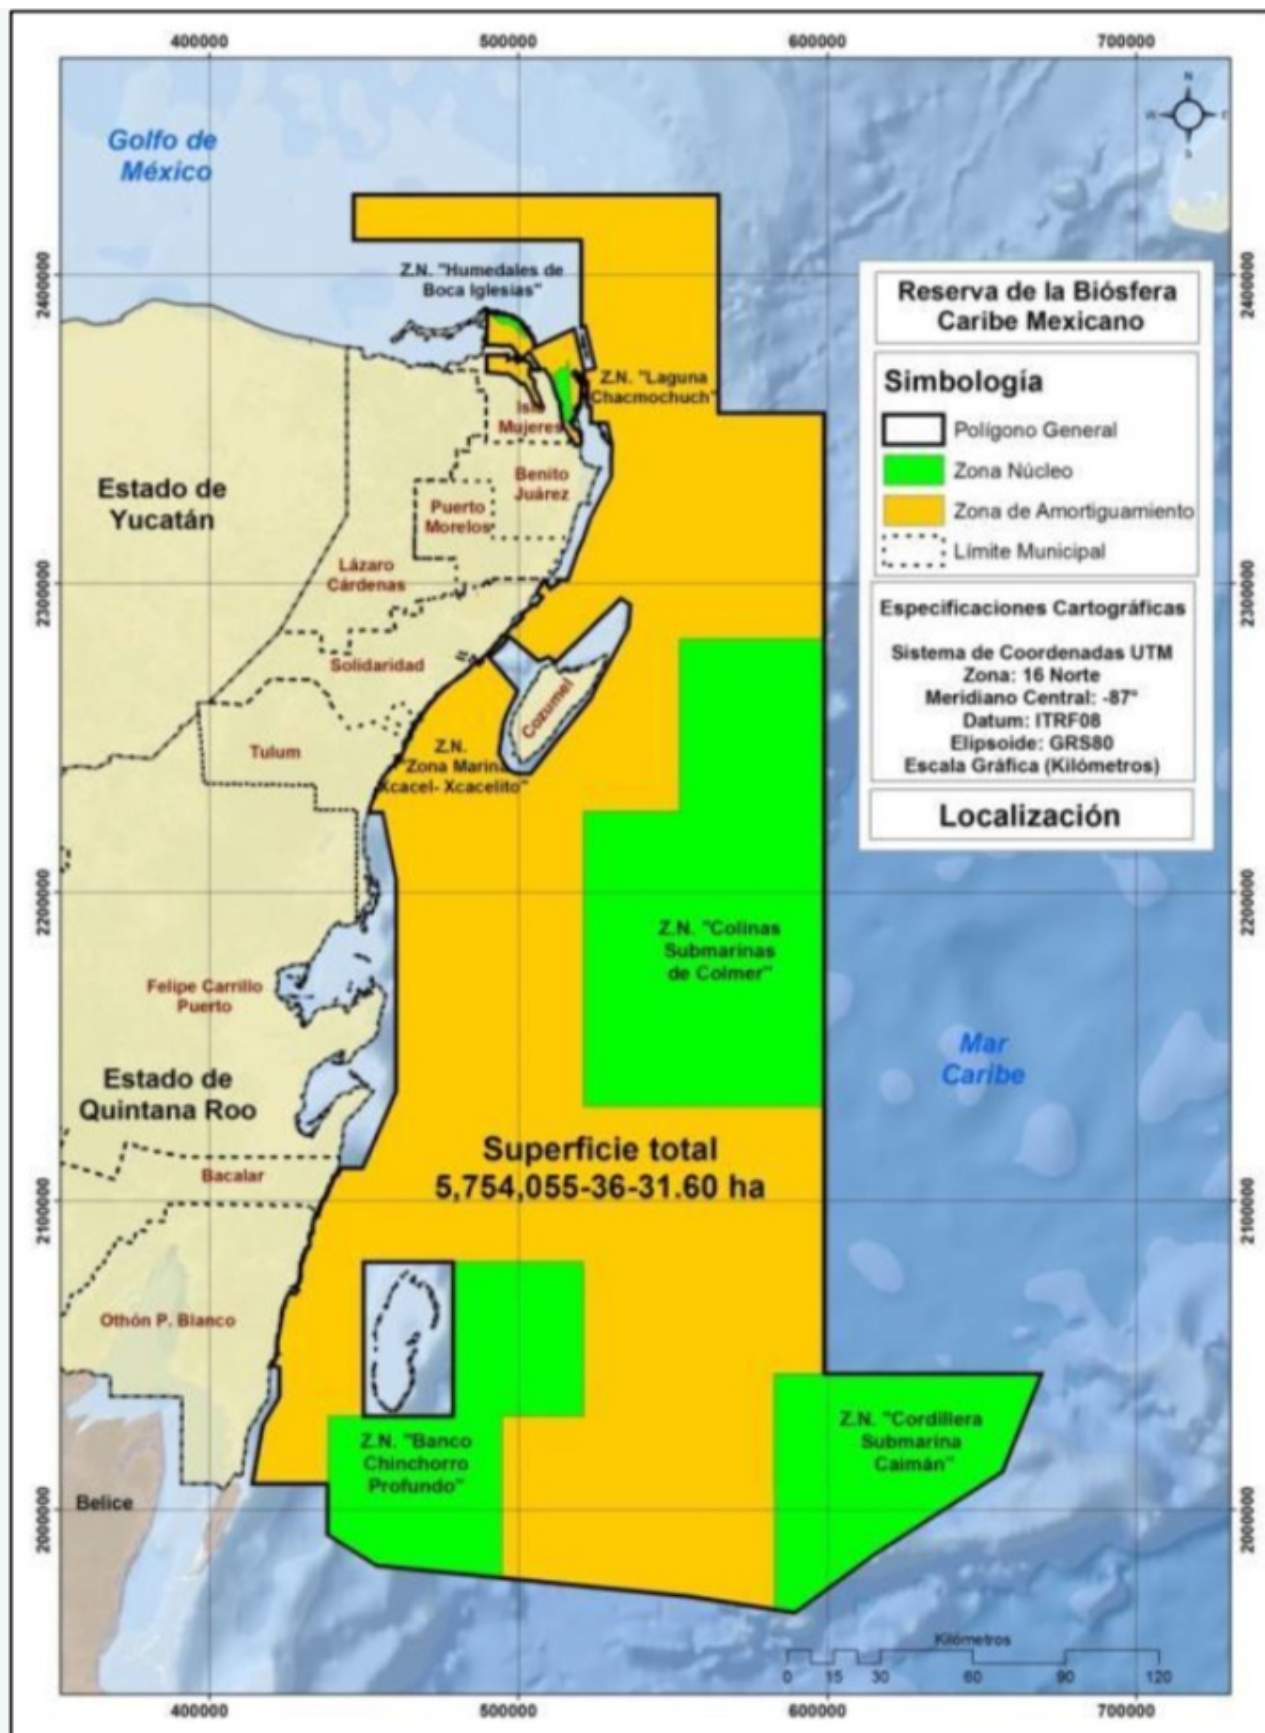 400000
500000
600000
700000
N
W
E
S
Golfo de
México
Z.N. "Humedales de
Boca Iglesias"
2400000
2400000
Reserva de la Biósfera
Caribe Mexicano
Simbología
Polígono General
Zona Núcleo
Zona de Amortiguamiento
Límite Municipal
Z.N. "Laguna
Chacmochuch"
Isla
Mujeres
Benito
Juárez
Puerto
Morelos
Estado de
Yucatán
Lázaro
Cárdenas
2300000
2300000
Especificaciones Cartográficas
Sistema de Coordenadas UTM
Zona: 16 Norte
Meridiano Central: -87°
Datum: ITRF08
Elipsoide: GRS80
Escala Gráfica (Kilómetros)
Localización
Solidaridad
Cozumel
Tulum
Z.N.
"Zona Marina
Xcacel- Xcacelito"
2200000
2200000
Z.N. "Colinas
Submarinas
de Colmer"
Felipe Carrillo
Puerto
Mar
Caribe
Estado de
Quintana Roo
Superficie total
5,754,055-36-31.60 ha
Bacalar
2100000
2100000
Othón P. Blanco
Z.N. "Banco
Chinchorro
Profundo"
Z.N. "Cordillera
Submarina
Caimán"
Belice
2000000
2000000
Kilómetros
0 15 30 60 90 120
400000
500000
600000
700000